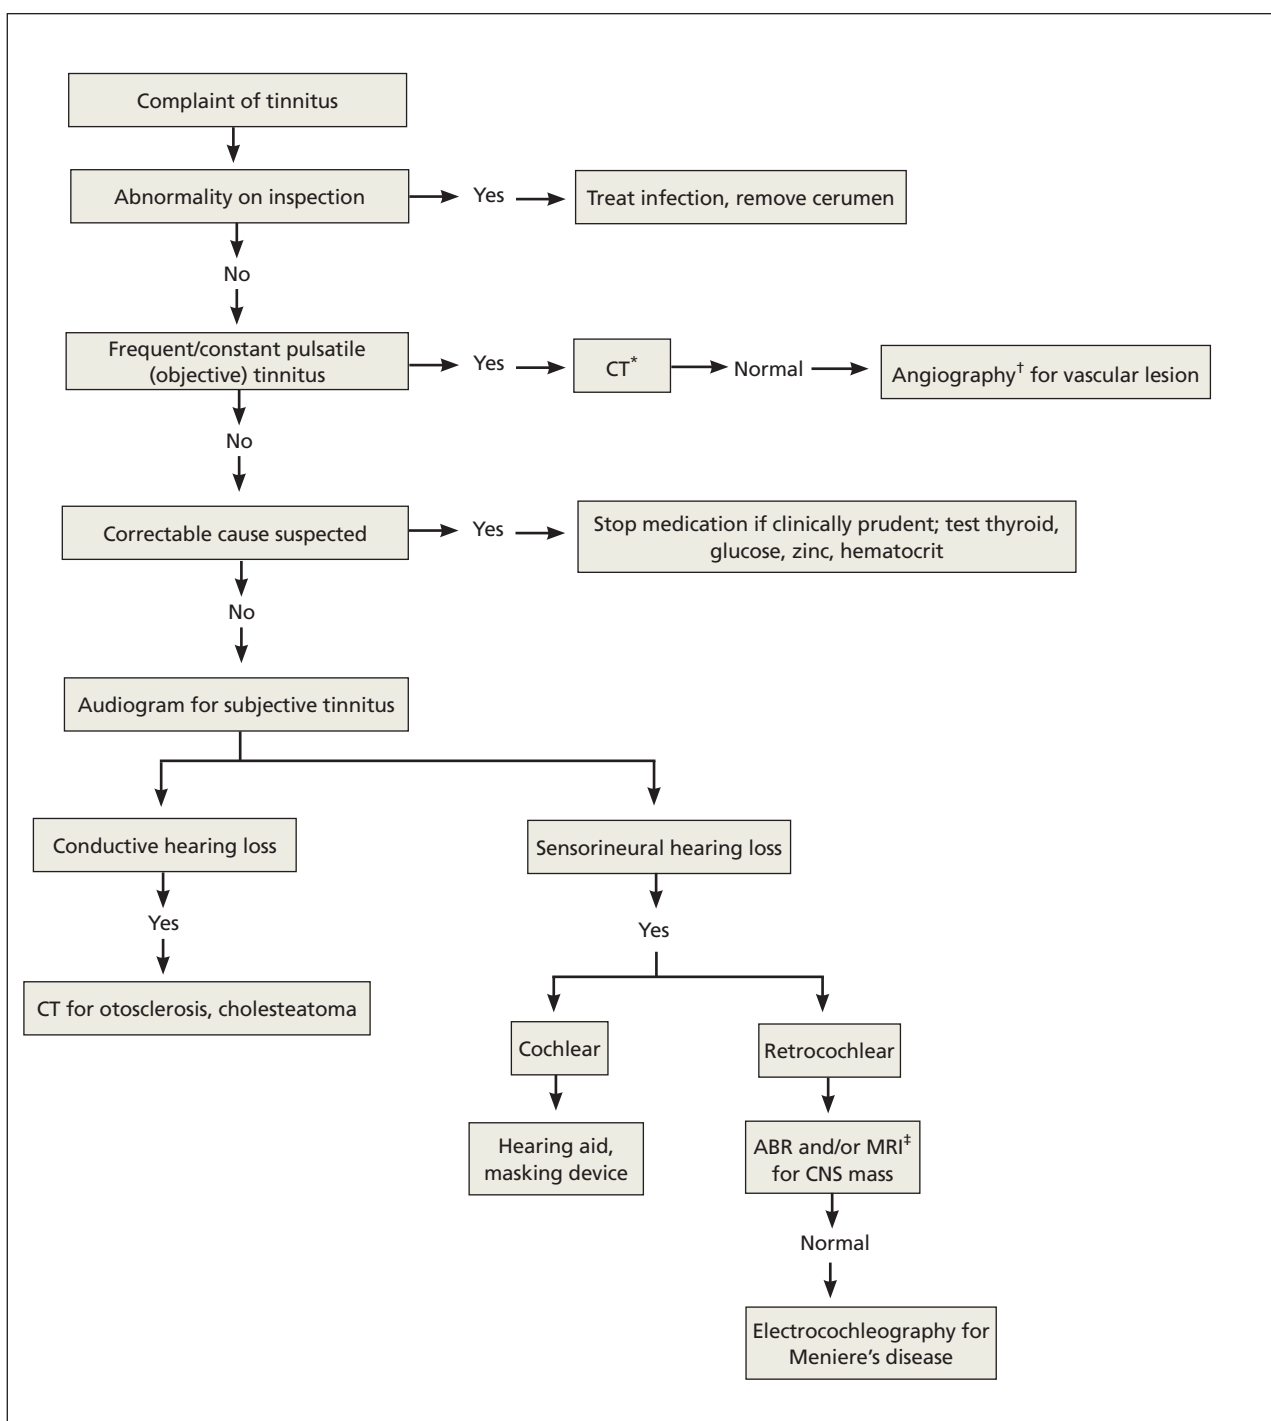 Complaint of tinnitus
Abnormality on inspection
Yes
Treat infection, remove cerumen
No
Frequent/constant pulsatile
(objective) tinnitus
Yes
CT*
Normal
Angiography† for vascular lesion
No
Correctable cause suspected
Yes
Stop medication if clinically prudent; test thyroid,
glucose, zinc, hematocrit
No
Audiogram for subjective tinnitus
Conductive hearing loss
Sensorineural hearing loss
Yes
Yes
CT for otosclerosis, cholesteatoma
Cochlear
Retrocochlear
Hearing aid,
masking device
ABR and/or MRI‡
for CNS mass
Normal
Electrocochleography for
Meniere’s disease